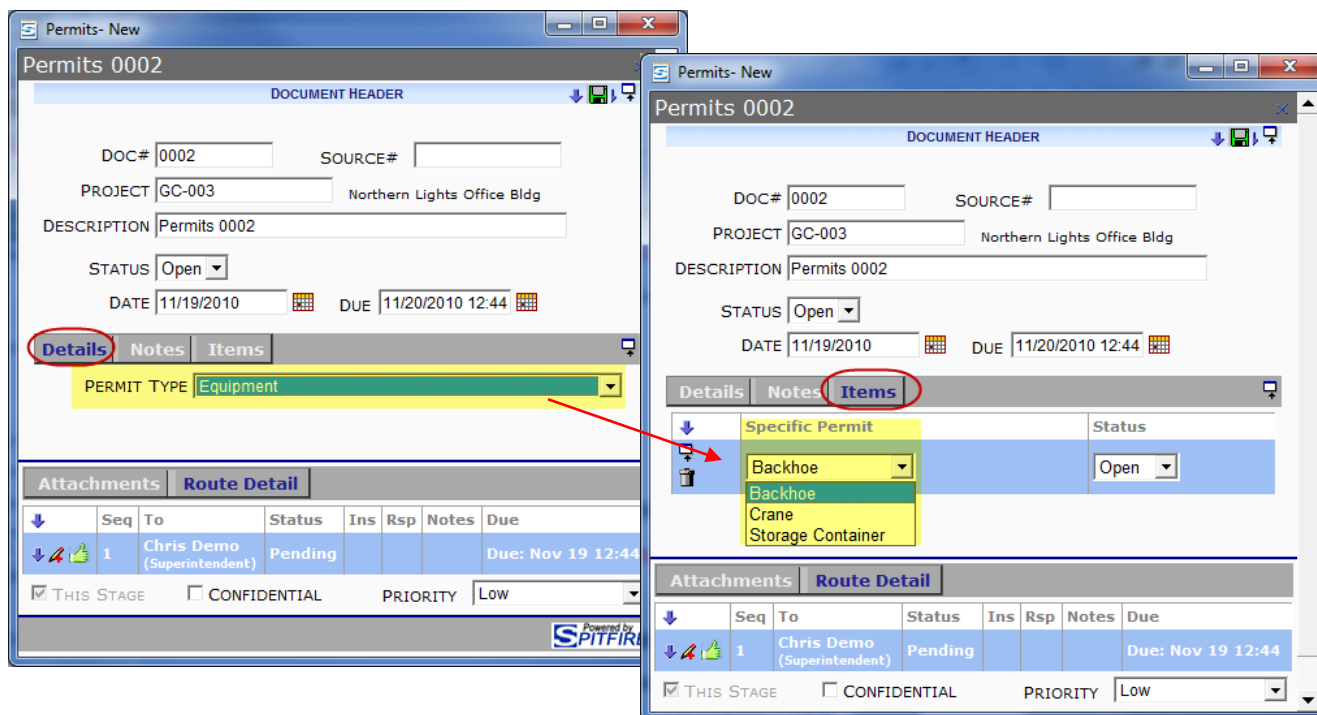 Permits- New
Permits 0002
DOCUMENT HEADER
DOC# 0002 SOURCE#
PROJECT GC-003 Northern Lights Office Bldg
DESCRIPTION Permits 0002
STATUS Open
DATE 11/19/2010 DUE 11/20/2010 12:44
Details Notes Items
PERMIT TYPE Equipment
Attachments Route Detail
Seq To Status Ins Rsp Notes Due
1 Chris Demo (Superintendent) Pending Due: Nov 19 12:44
THIS STAGE CONFIDENTIAL PRIORITY Low
Powered by
SPITFIRE
Permits- New
Permits 0002
DOCUMENT HEADER
DOC# 0002 SOURCE#
PROJECT GC-003 Northern Lights Office Bldg
DESCRIPTION Permits 0002
STATUS Open
DATE 11/19/2010 DUE 11/20/2010 12:44
Details Notes Items
Specific Permit Status
Backhoe Open
Backhoe
Crane
Storage Container
Attachments Route Detail
Seq To Status Ins Rsp Notes Due
1 Chris Demo (Superintendent) Pending Due: Nov 19 12:44
THIS STAGE CONFIDENTIAL PRIORITY Low